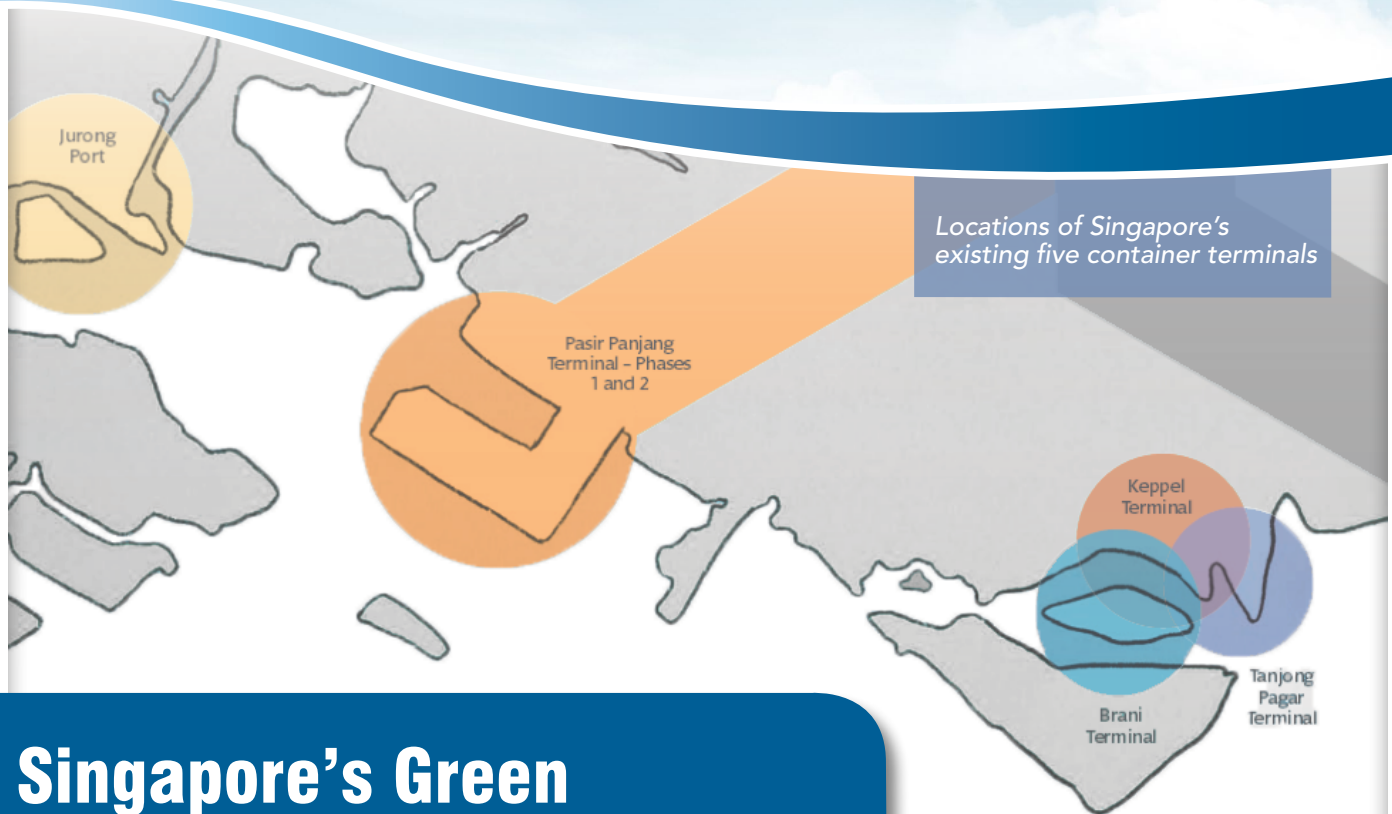 Jurong
Port
Locations of Singapore’s
existing five container terminals
Pasir Panjang
Terminal – Phases
1 and 2
Keppel
Terminal
Tanjong
Pagar
Terminal
Brani
Terminal
Singapore’s Green